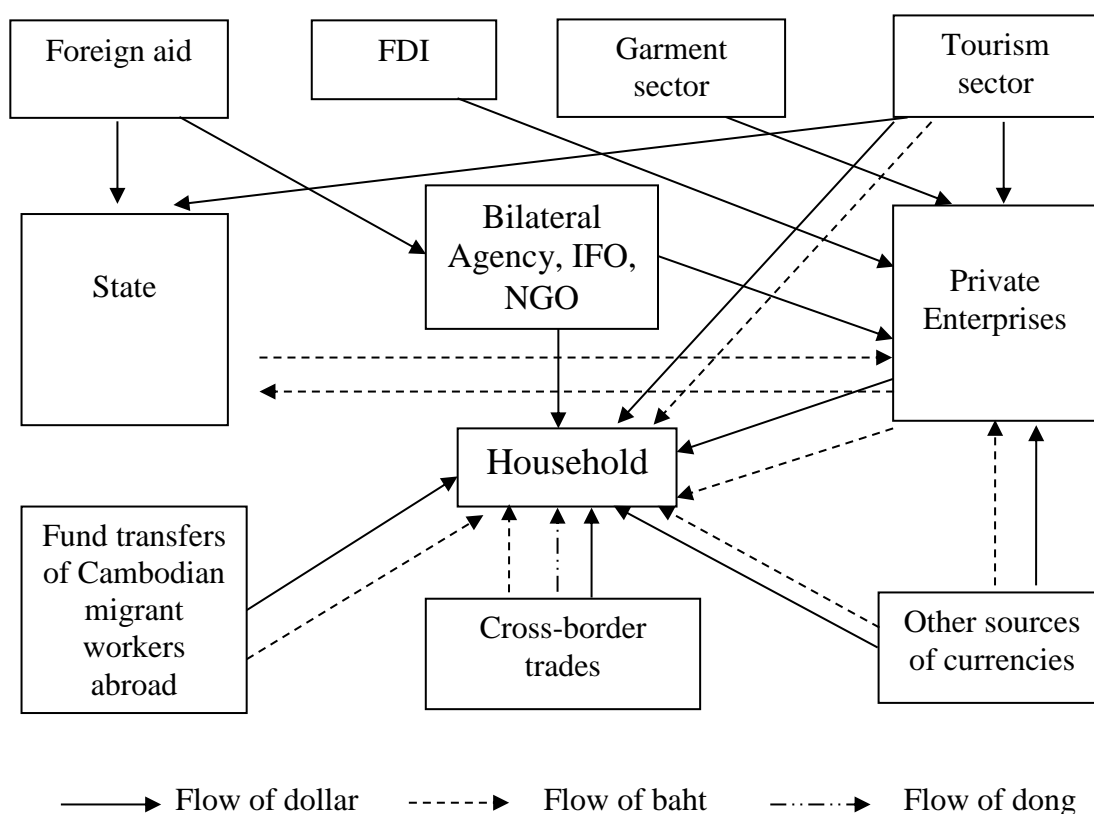 Foreign aid
FDI
Garment
sector
Tourism
sector
State
Bilateral
Agency, IFO,
NGO
Private
Enterprises
Household
Fund transfers
of Cambodian
migrant
workers
abroad
Cross-border
trades
Other sources
of currencies
Flow of dollar
Flow of baht
Flow of dong